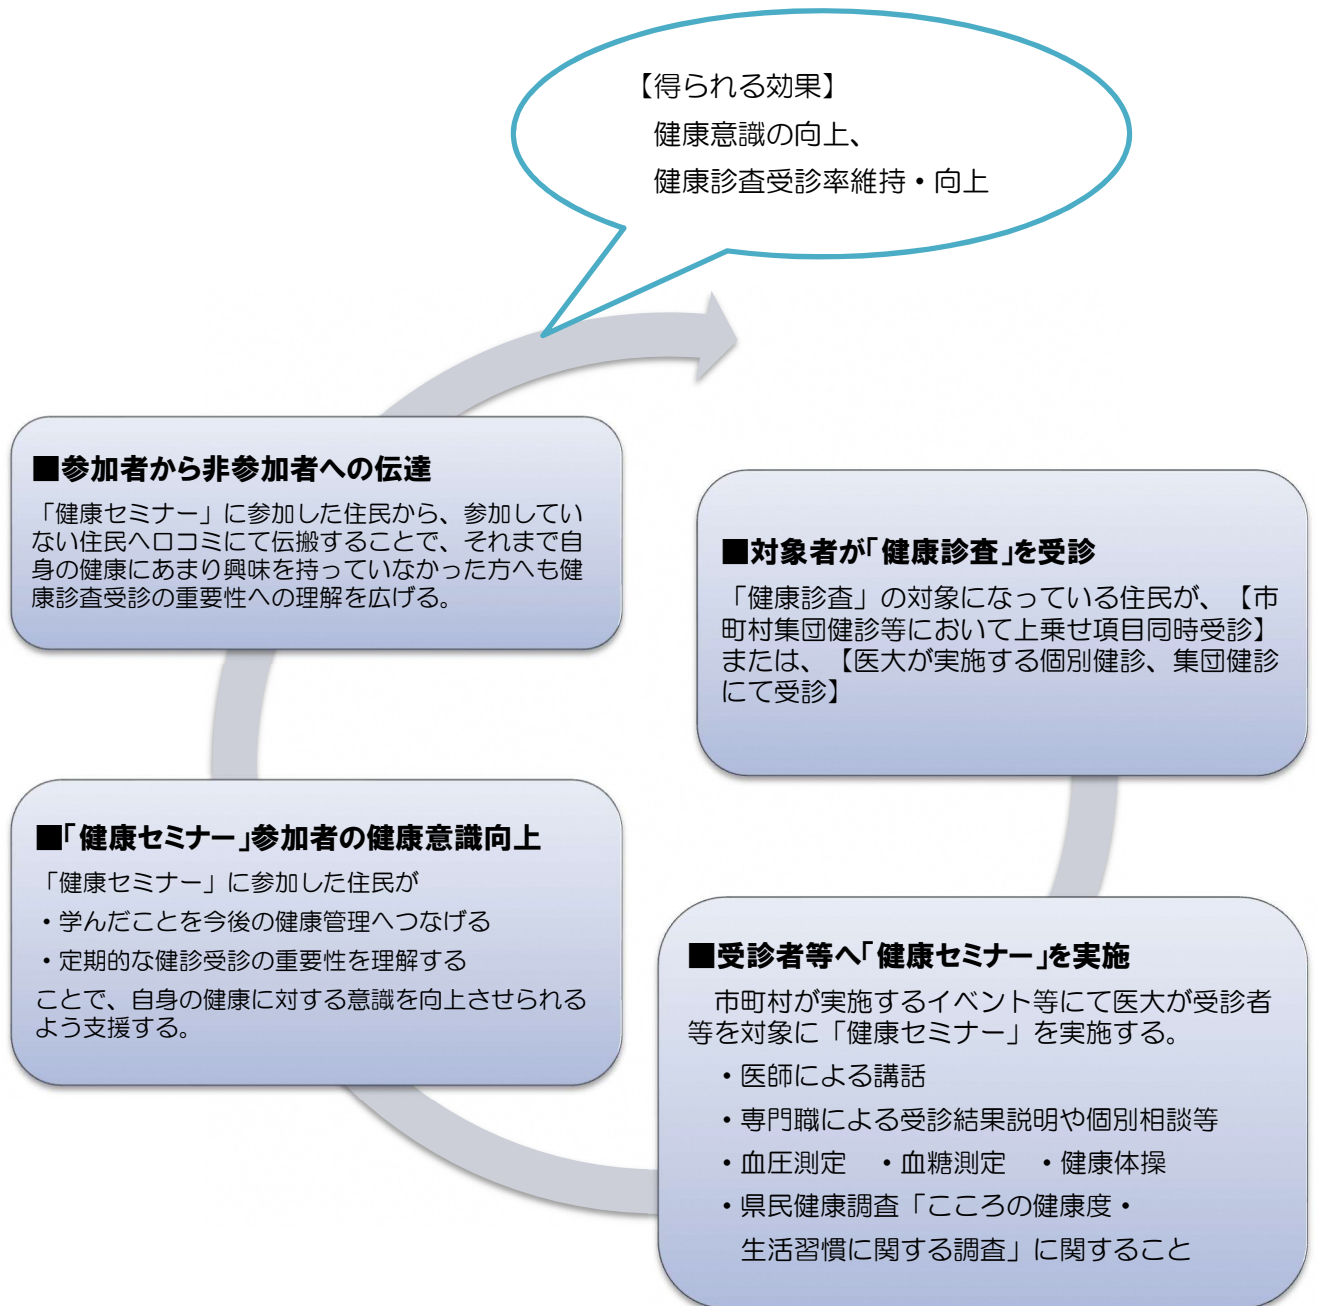 【得られる効果】
健康意識の向上、
健康診査受診率維持・向上
■参加者から非参加者への伝達
「健康セミナー」に参加した住民から、参加してい
ない住民へ口コミにて伝搬することで、それまで自
身の健康にあまり興味を持っていなかった方へも健
康診査受診の重要性への理解を広げる。
■対象者が「健康診査」を受診
「健康診査」の対象になっている住民が、【市
町村集団健診等において上乗せ項目同時受診】
または、【医大が実施する個別健診、集団健診
にて受診】
■「健康セミナー」参加者の健康意識向上
「健康セミナー」に参加した住民が
・学んだことを今後の健康管理へつなげる
・定期的な健診受診の重要性を理解する
ことで、自身の健康に対する意識を向上させられる
よう支援する。
■受診者等へ「健康セミナー」を実施
市町村が実施するイベント等にて医大が受診者
等を対象に「健康セミナー」を実施する。
・医師による講話
・専門職による受診結果説明や個別相談等
・血圧測定　・血糖測定　・健康体操
・県民健康調査「こころの健康度・
生活習慣に関する調査」に関すること